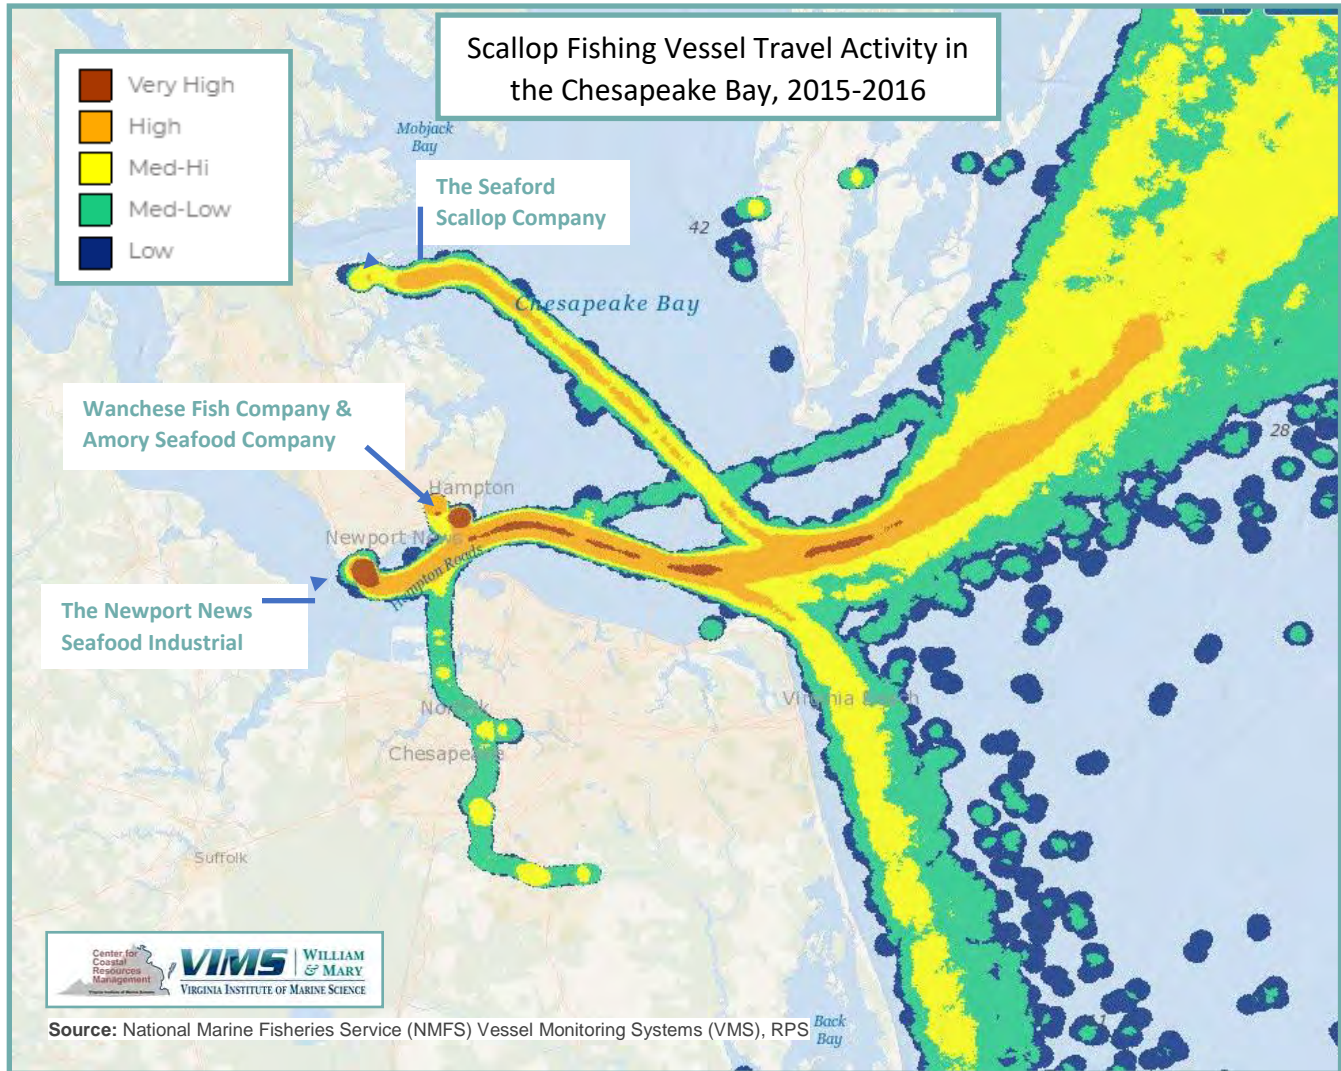 Scallop Fishing Vessel Travel Activity in
the Chesapeake Bay, 2015-2016
Very High
High
Med-Hi
Med-Low
Low
Mobjack
Bay
The Seaford
Scallop Company
42
Chesapeake Bay
Wanchese Fish Company &
Amory Seafood Company
28
Hampton
Newport News
Hampton Roads
The Newport News
Seafood Industrial
Virginia Beach
Norfolk
Chesapeake
Suffolk
Center for
Coastal
Resources
Management
VIMS
WILLIAM
& MARY
VIRGINIA INSTITUTE OF MARINE SCIENCE
Source: National Marine Fisheries Service (NMFS) Vessel Monitoring Systems (VMS), RPS
Back
Bay